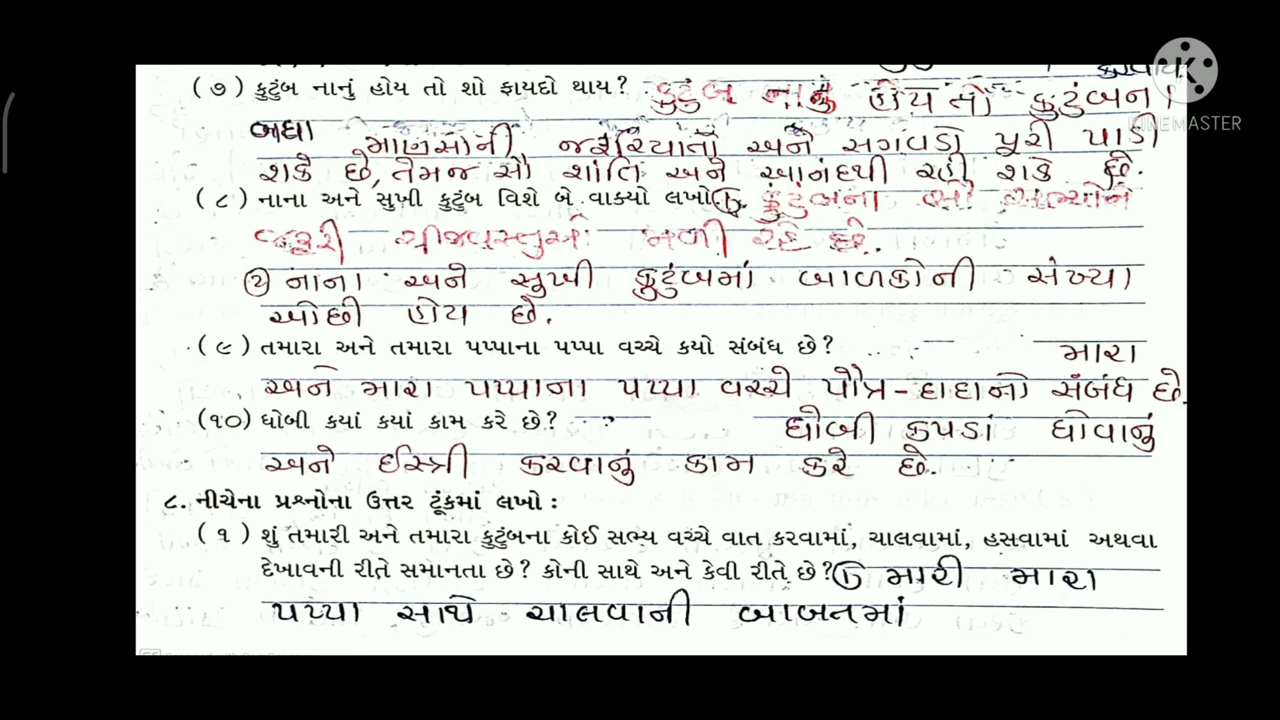 (૭) કુટુંબ નાનું હોય તો શો ફાયદો થાય? કુટુંબ નાનું હોય તો કુટુંબના
બધા માણસોની જરૂરિયાતો અને સગવડો પૂરી પાડી
શકે છે, તેમજ સૌ શાંતિ અને આનંદથી રહી શકે છે.
(૮) નાના અને સુખી કુટુંબ વિશે બે વાક્યો લખો ① કુટુંબના સૌ સભ્યોને
જરૂરી ચીજવસ્તુઓ મળી રહે છે.
② નાના અને સુખી કુટુંબમાં બાળકોની સંખ્યા
ઓછી હોય છે.
(૯) તમારા અને તમારા પપ્પાના પપ્પા વચ્ચે કયો સંબંધ છે? મારા
અને મારા પપ્પાના પપ્પા વચ્ચે પૌત્ર-દાદાનો સંબંધ છે.
(૧૦) ધોબી કયાં કયાં કામ કરે છે? ધોબી કપડાં ધોવાનું
અને ઈસ્ત્રી કરવાનું કામ કરે છે.
૮. નીચેના પ્રશ્નોના ઉત્તર ટૂંકમાં લખો :
(૧) શું તમારી અને તમારા કુટુંબના કોઈ સભ્ય વચ્ચે વાત કરવામાં, ચાલવામાં, હસવામાં અથવા
દેખાવની રીતે સમાનતા છે? કોની સાથે અને કેવી રીતે છે? ① મારી મારા
પપ્પા સાથે ચાલવાની બાબતમાં
KINEMASTER